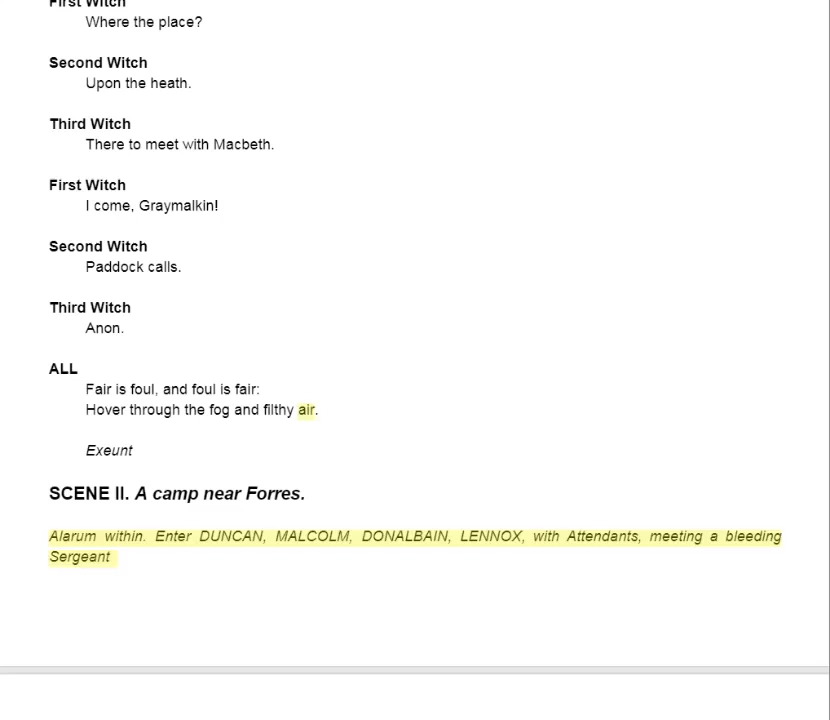 First Witch
Where the place?
Second Witch
Upon the heath.
Third Witch
There to meet with Macbeth.
First Witch
I come, Graymalkin!
Second Witch
Paddock calls.
Third Witch
Anon.
ALL
Fair is foul, and foul is fair:
Hover through the fog and filthy air.
Exeunt
SCENE II. A camp near Forres.
Alarum within. Enter DUNCAN, MALCOLM, DONALBAIN, LENNOX, with Attendants, meeting a bleeding
Sergeant